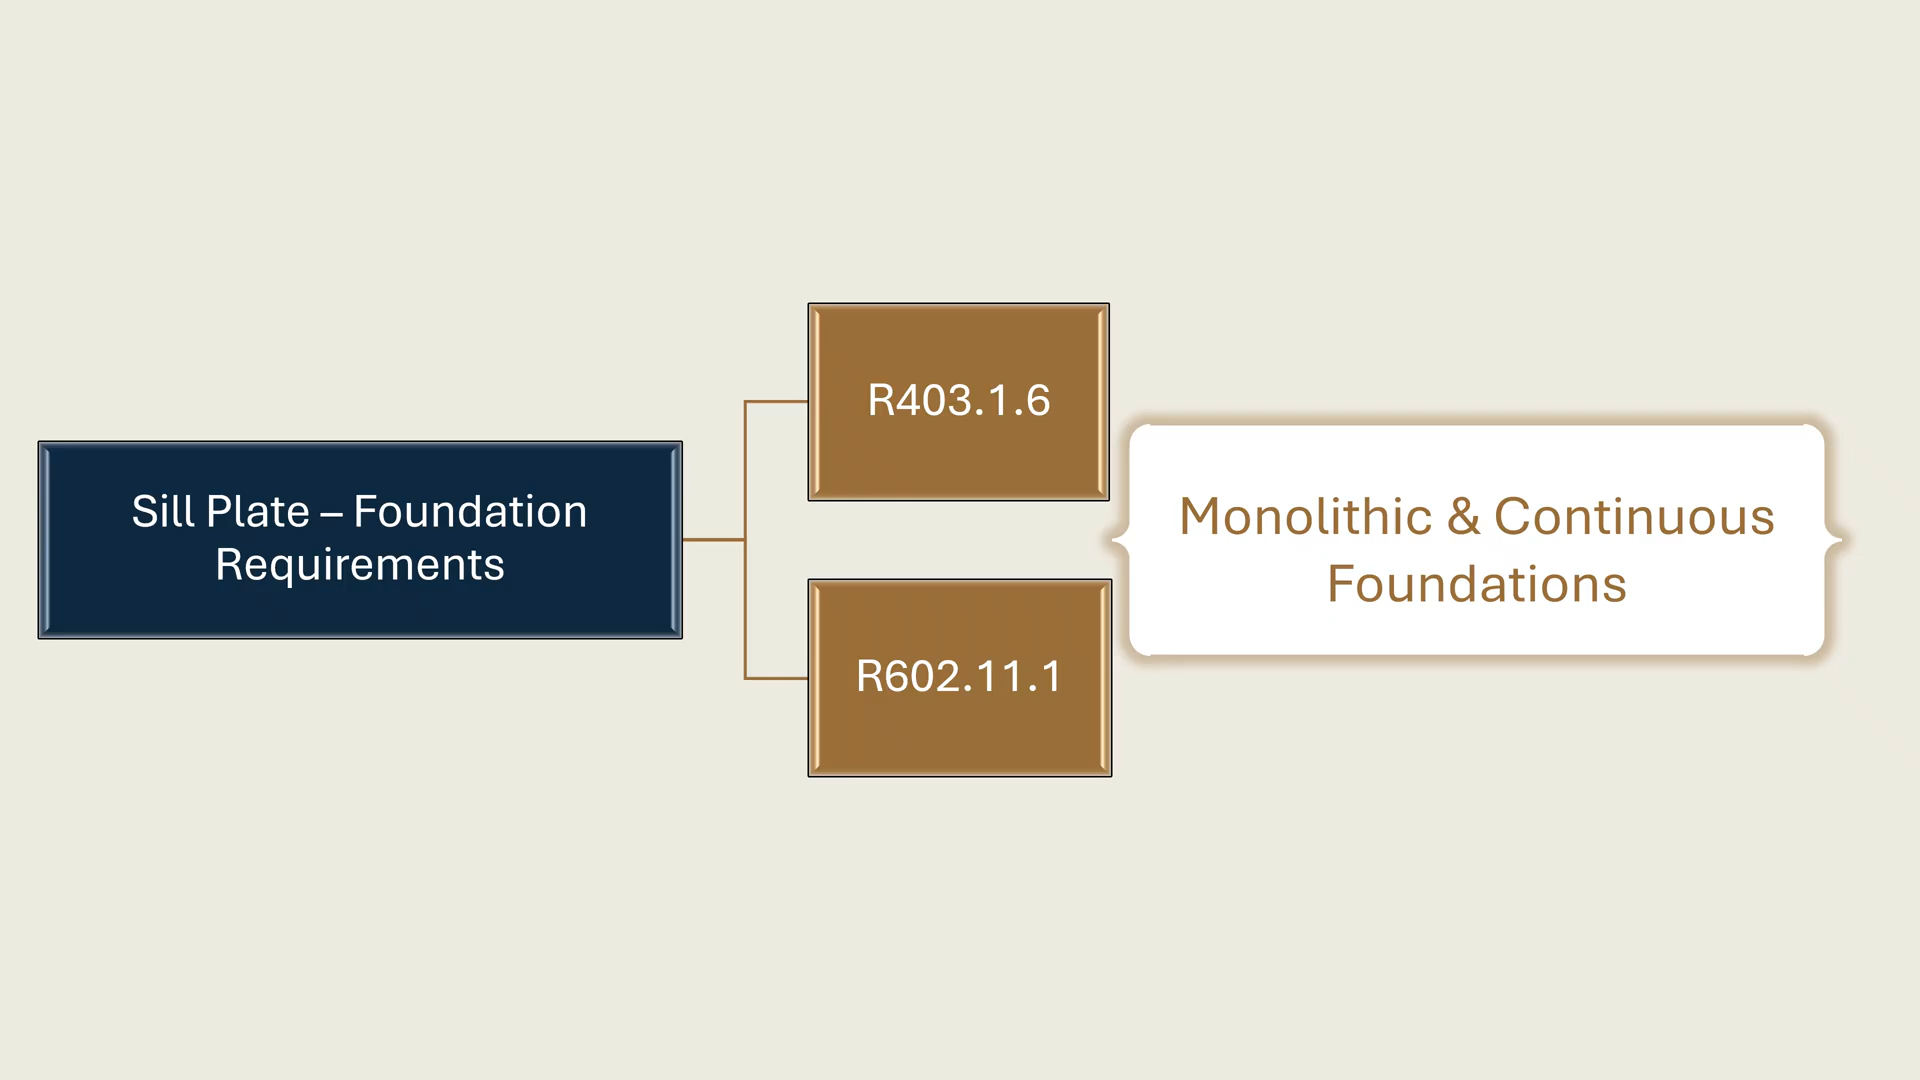 Sill Plate – Foundation
Requirements
R403.1.6
R602.11.1
Monolithic & Continuous
Foundations